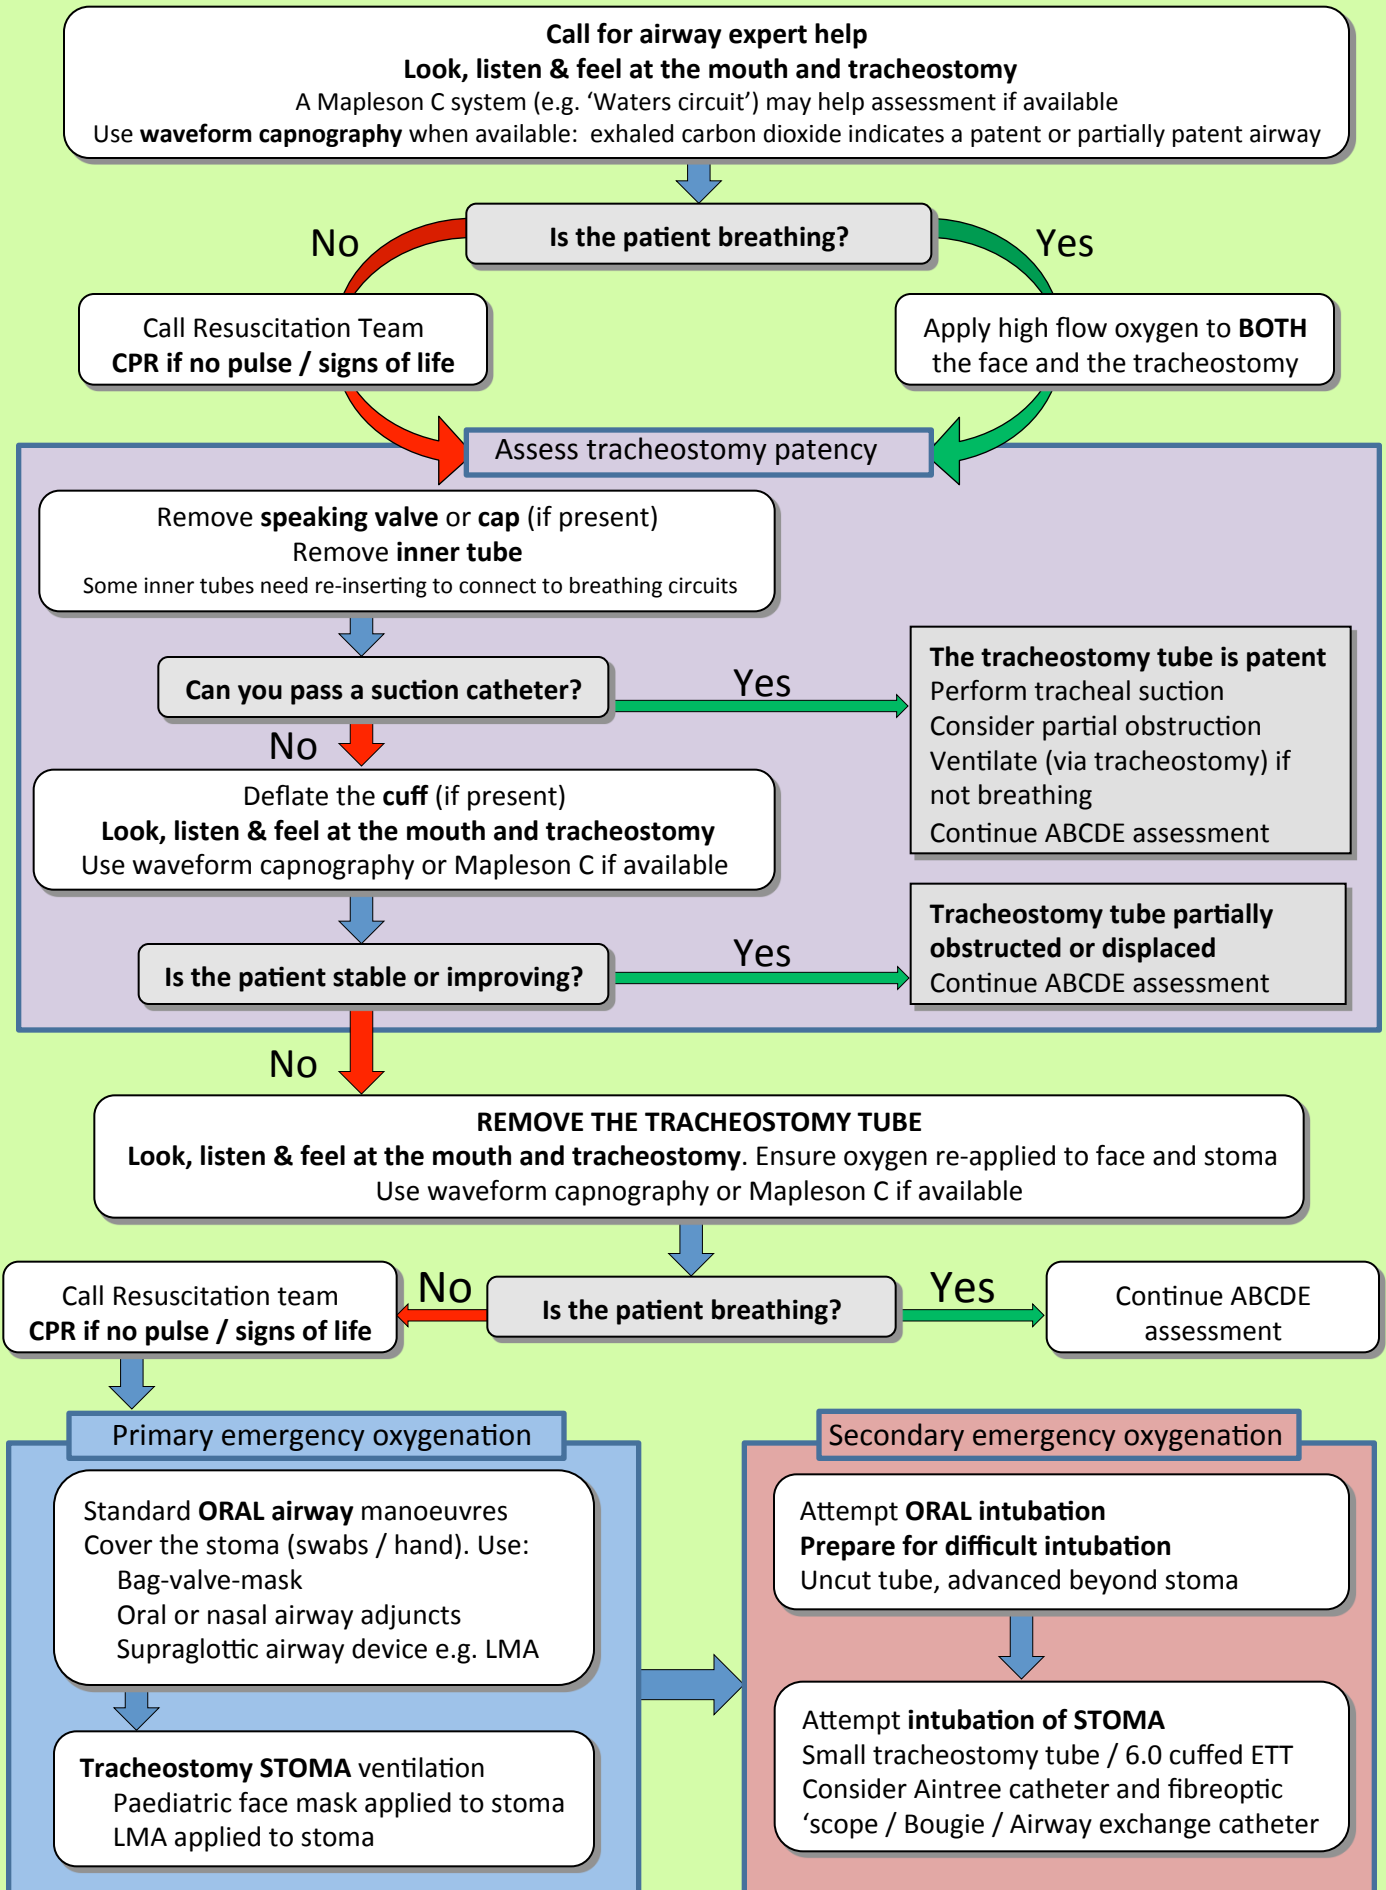 Call for airway expert help
Look, listen & feel at the mouth and tracheostomy
A Mapleson C system (e.g. ‘Waters circuit’) may help assessment if available
Use waveform capnography when available: exhaled carbon dioxide indicates a patent or partially patent airway
No
Is the patient breathing?
Yes
Call Resuscitation Team
CPR if no pulse / signs of life
Apply high flow oxygen to BOTH
the face and the tracheostomy
Assess tracheostomy patency
Remove speaking valve or cap (if present)
Remove inner tube
Some inner tubes need re-inserting to connect to breathing circuits
Can you pass a suction catheter?
Yes
The tracheostomy tube is patent
Perform tracheal suction
Consider partial obstruction
Ventilate (via tracheostomy) if
not breathing
Continue ABCDE assessment
No
Deflate the cuff (if present)
Look, listen & feel at the mouth and tracheostomy
Use waveform capnography or Mapleson C if available
Is the patient stable or improving?
Yes
Tracheostomy tube partially
obstructed or displaced
Continue ABCDE assessment
No
REMOVE THE TRACHEOSTOMY TUBE
Look, listen & feel at the mouth and tracheostomy. Ensure oxygen re-applied to face and stoma
Use waveform capnography or Mapleson C if available
Call Resuscitation team
CPR if no pulse / signs of life
No
Is the patient breathing?
Yes
Continue ABCDE
assessment
Primary emergency oxygenation
Standard ORAL airway manoeuvres
Cover the stoma (swabs / hand). Use:
Bag-valve-mask
Oral or nasal airway adjuncts
Supraglottic airway device e.g. LMA
Tracheostomy STOMA ventilation
Paediatric face mask applied to stoma
LMA applied to stoma
Secondary emergency oxygenation
Attempt ORAL intubation
Prepare for difficult intubation
Uncut tube, advanced beyond stoma
Attempt intubation of STOMA
Small tracheostomy tube / 6.0 cuffed ETT
Consider Aintree catheter and fibreoptic
‘scope / Bougie / Airway exchange catheter